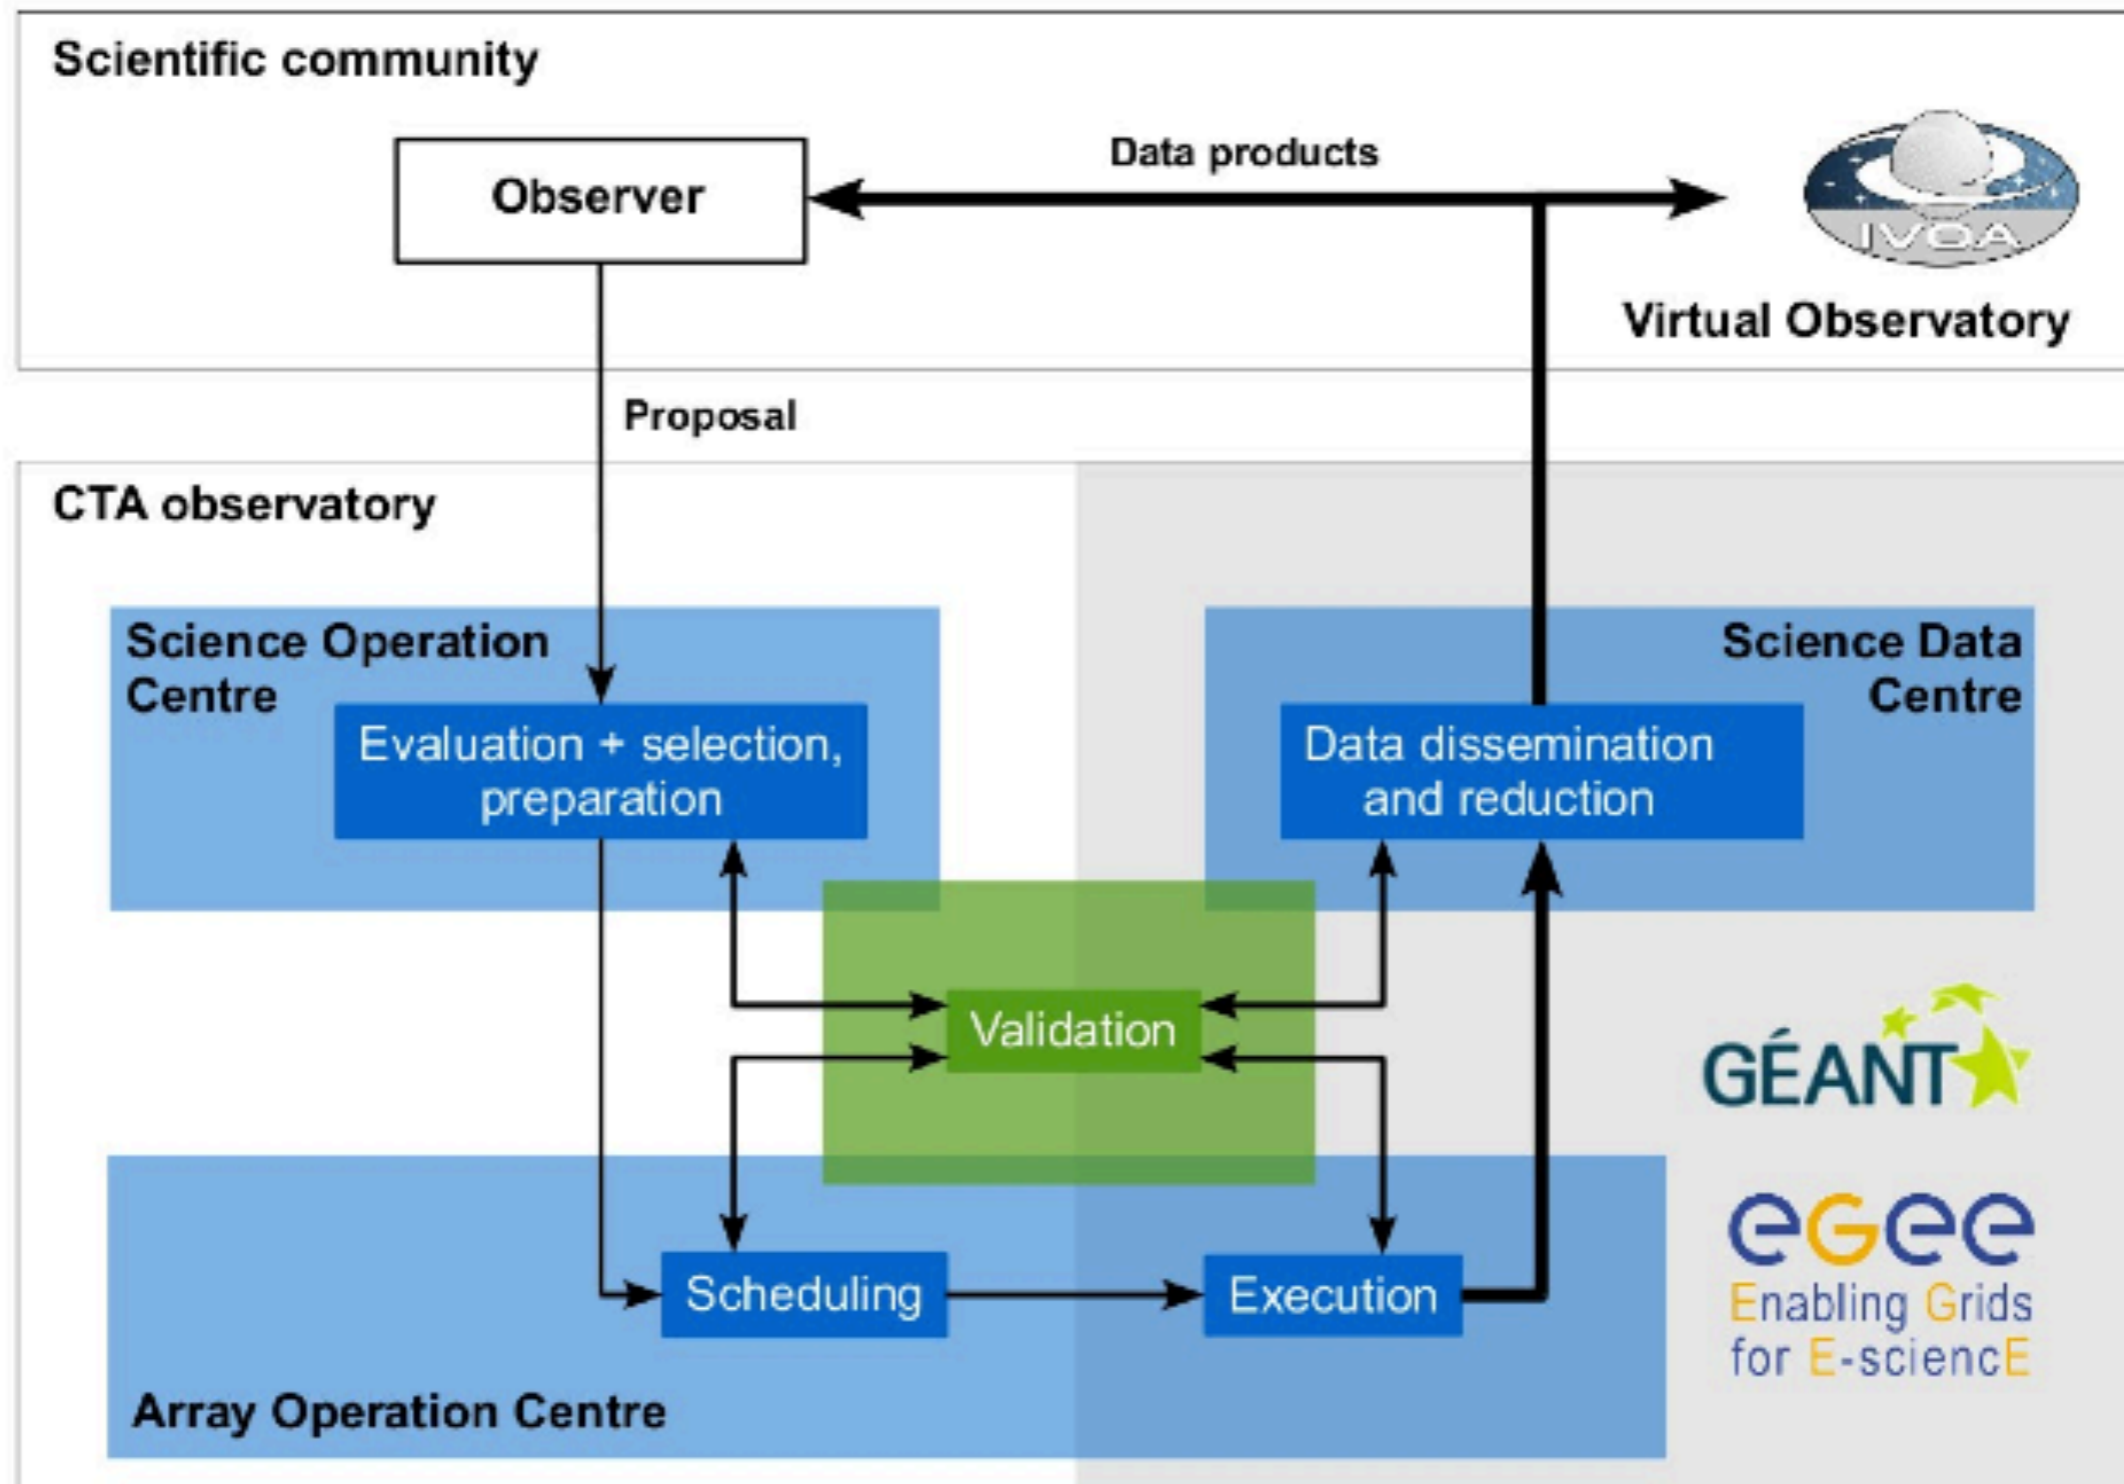 Scientific community
Observer
Data products
IVOA
Virtual Observatory
Proposal
CTA observatory
Science Operation
Centre
Evaluation + selection,
preparation
Science Data
Centre
Data dissemination
and reduction
Validation
GÉANT
Scheduling
Execution
Array Operation Centre
eGee
Enabling Grids
for E-sciencE